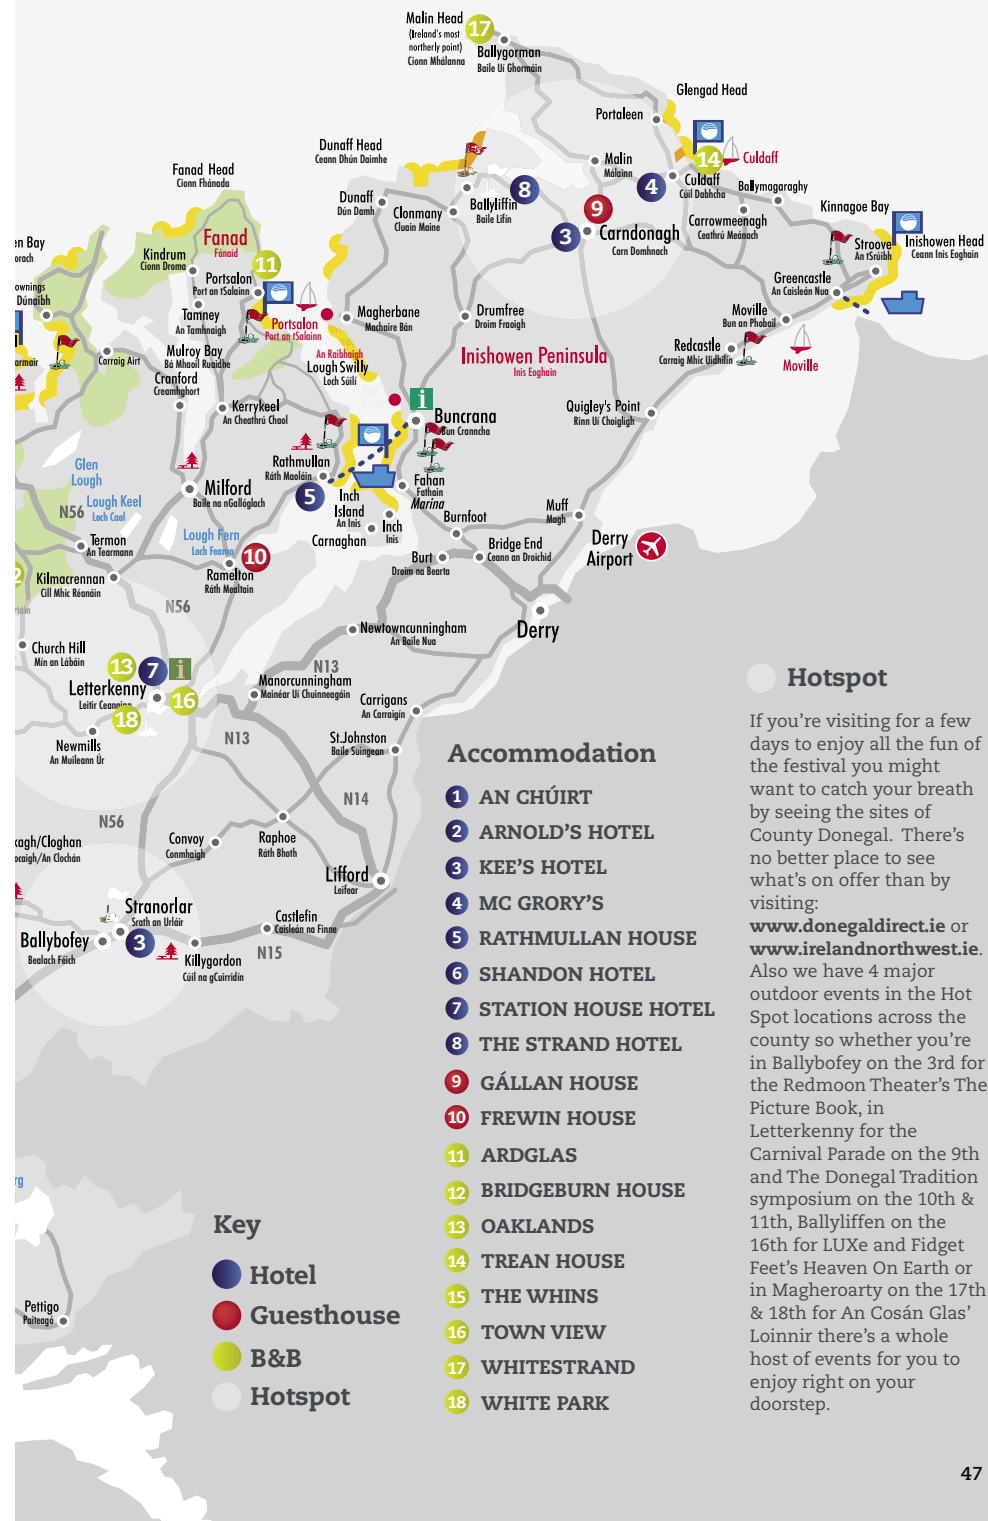 Malin Head
(Ireland's most
northerly point)
Cionn Mhálanna
17
Ballygorman
Baile Uí Ghormáin
Glengad Head
Portaleen
Dunaff Head
Ceann Dhún Daimhe
Malin
Málainn
14
Culdaff
Fanad Head
Cionn Fhánada
Culdaff
Cúil Dabhcha
4
8
Ballymagaraghy
Dunaff
Dún Damh
Clonmany
Cluain Maine
Ballyliffin
Baile Lifín
9
Carrowmeenagh
Ceathrú Meánach
Kinnagoe Bay
Fanad
Fánaid
3
Carndonagh
Carn Domhnach
Stroove
An tSrúibh
Inishowen Head
Ceann Inis Eoghain
en Bay
orach
Kindrum
Cionn Droma
11
Portsalon
Port an tSalainn
Greencastle
An Caisleán Nua
ownings
Dúnaibh
Tamney
An Tamhnaigh
Portsalon
Port an tSalainn
Magherbane
Machaire Bán
Drumfree
Droim Fraoigh
Moville
Bun an Phobail
armair
Carraig Airt
Mulroy Bay
Bá Mhaoil Ruaidhe
An Raibhaigh
Lough Swilly
Loch Súilí
Inishowen Peninsula
Inis Eoghain
Redcastle
Carraig Mhic Uidhilín
Moville
Cranford
Creamhghort
Kerrykeel
An Cheathrú Chaol
i
Buncrana
Bun Cranncha
Quigley's Point
Rinn Uí Choigligh
Glen
Lough
Rathmullan
Ráth Maoláin
5
Milford
Baile na nGallóglach
Fahan
Fathain
Marina
Lough Keel
Loch Caol
N56
Inch
Island
An Inis
Inch
Inis
Carnaghan
Burnfoot
Muff
Magh
Termon
An Tearmann
Lough Fern
Loch Fearna
10
Ramelton
Ráth Mealtain
Burt
Droim na Bearta
Bridge End
Ceann an Droichid
Derry
Airport
2
Kilmacrennan
Cill Mhic Réanáin
rtáin
N56
Church Hill
Mín an Lábáin
Newtowncunningham
An Baile Nua
Derry
13
7
i
Letterkenny
Leitir Ceanainn
16
18
N13
Manorcunningham
Mainéar Uí Chuinneagáin
Carrigans
An Carraigín
Newmills
An Muileann Úr
N13
St.Johnston
Baile Suingean
N14
N56
kagh/Cloghan
ocaigh/An Clochán
Convoy
Conmhaigh
Raphoe
Ráth Bhoth
Lifford
Leifear
Stranorlar
Srath an Urláir
Castlefin
Caisleán na Finne
Ballybofey
Bealach Féich
3
Killygordon
Cúil na gCuirridín
N15
rg
Pettigo
Paiteagó
Key
Hotel
Guesthouse
B&B
Hotspot
Accommodation
1 AN CHÚIRT
2 ARNOLD'S HOTEL
3 KEE'S HOTEL
4 MC GRORY'S
5 RATHMULLAN HOUSE
6 SHANDON HOTEL
7 STATION HOUSE HOTEL
8 THE STRAND HOTEL
9 GÁLLAN HOUSE
10 FREWIN HOUSE
11 ARDGLAS
12 BRIDGEBURN HOUSE
13 OAKLANDS
14 TREAN HOUSE
15 THE WHINS
16 TOWN VIEW
17 WHITESTRAND
18 WHITE PARK
Hotspot
If you're visiting for a few
days to enjoy all the fun of
the festival you might
want to catch your breath
by seeing the sites of
County Donegal. There's
no better place to see
what's on offer than by
visiting:
www.donegaldirect.ie or
www.irelandnorthwest.ie.
Also we have 4 major
outdoor events in the Hot
Spot locations across the
county so whether you're
in Ballybofey on the 3rd for
the Redmoon Theater's The
Picture Book, in
Letterkenny for the
Carnival Parade on the 9th
and The Donegal Tradition
symposium on the 10th &
11th, Ballyliffen on the
16th for LUXe and Fidget
Feet's Heaven On Earth or
in Magheroarty on the 17th
& 18th for An Cosán Glas'
Loinnir there's a whole
host of events for you to
enjoy right on your
doorstep.
47